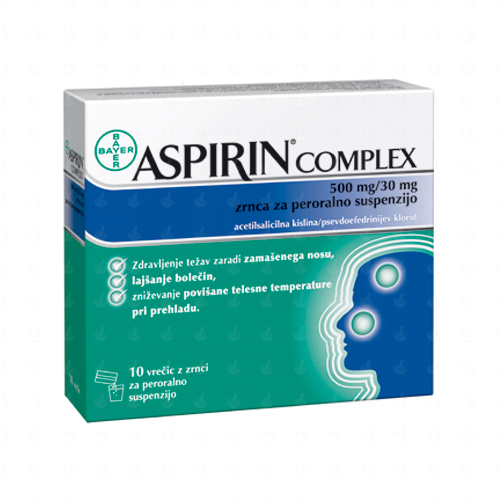 BAYER
BAYER
ASPIRIN® COMPLEX
500 mg/30 mg
zrnca za peroralno suspenzijo
acetilsalicilna kislina/psevdoefedrinijev klorid
Zdravljenje težav zaradi zamašenega nosu,
lajšanje bolečin,
zniževanje povišane telesne temperature
pri prehladu.
10 vrečic z zrnci
za peroralno
suspenzijo